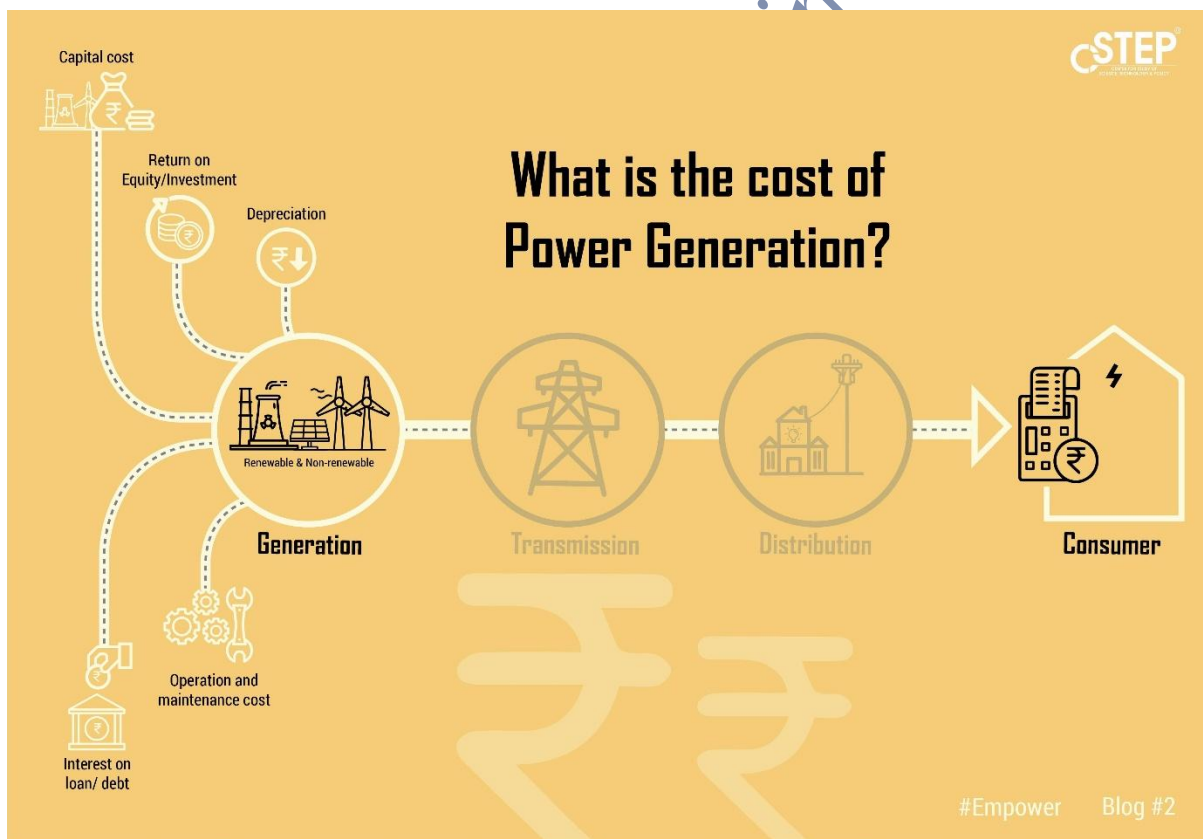 Capital cost
CSTEP
Return on
Equity/Investment
What is the cost of
Power Generation?
Depreciation
₹
Renewable & Non-renewable
Generation
Transmission
Distribution
Consumer
Operation and
maintenance cost
Interest on
loan/ debt
#Empower Blog #2